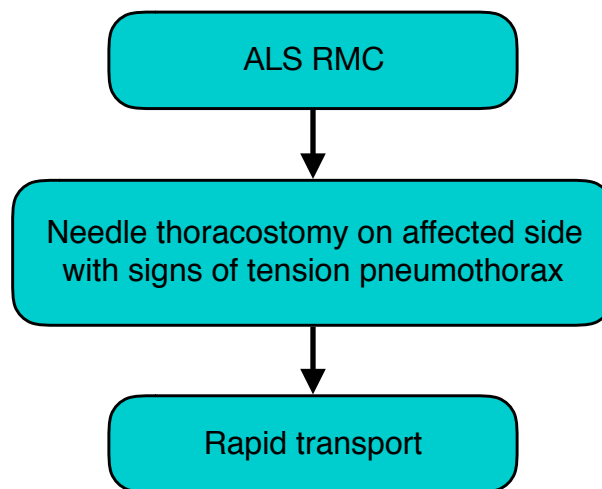 ALS RMC
Needle thoracostomy on affected side
with signs of tension pneumothorax
Rapid transport